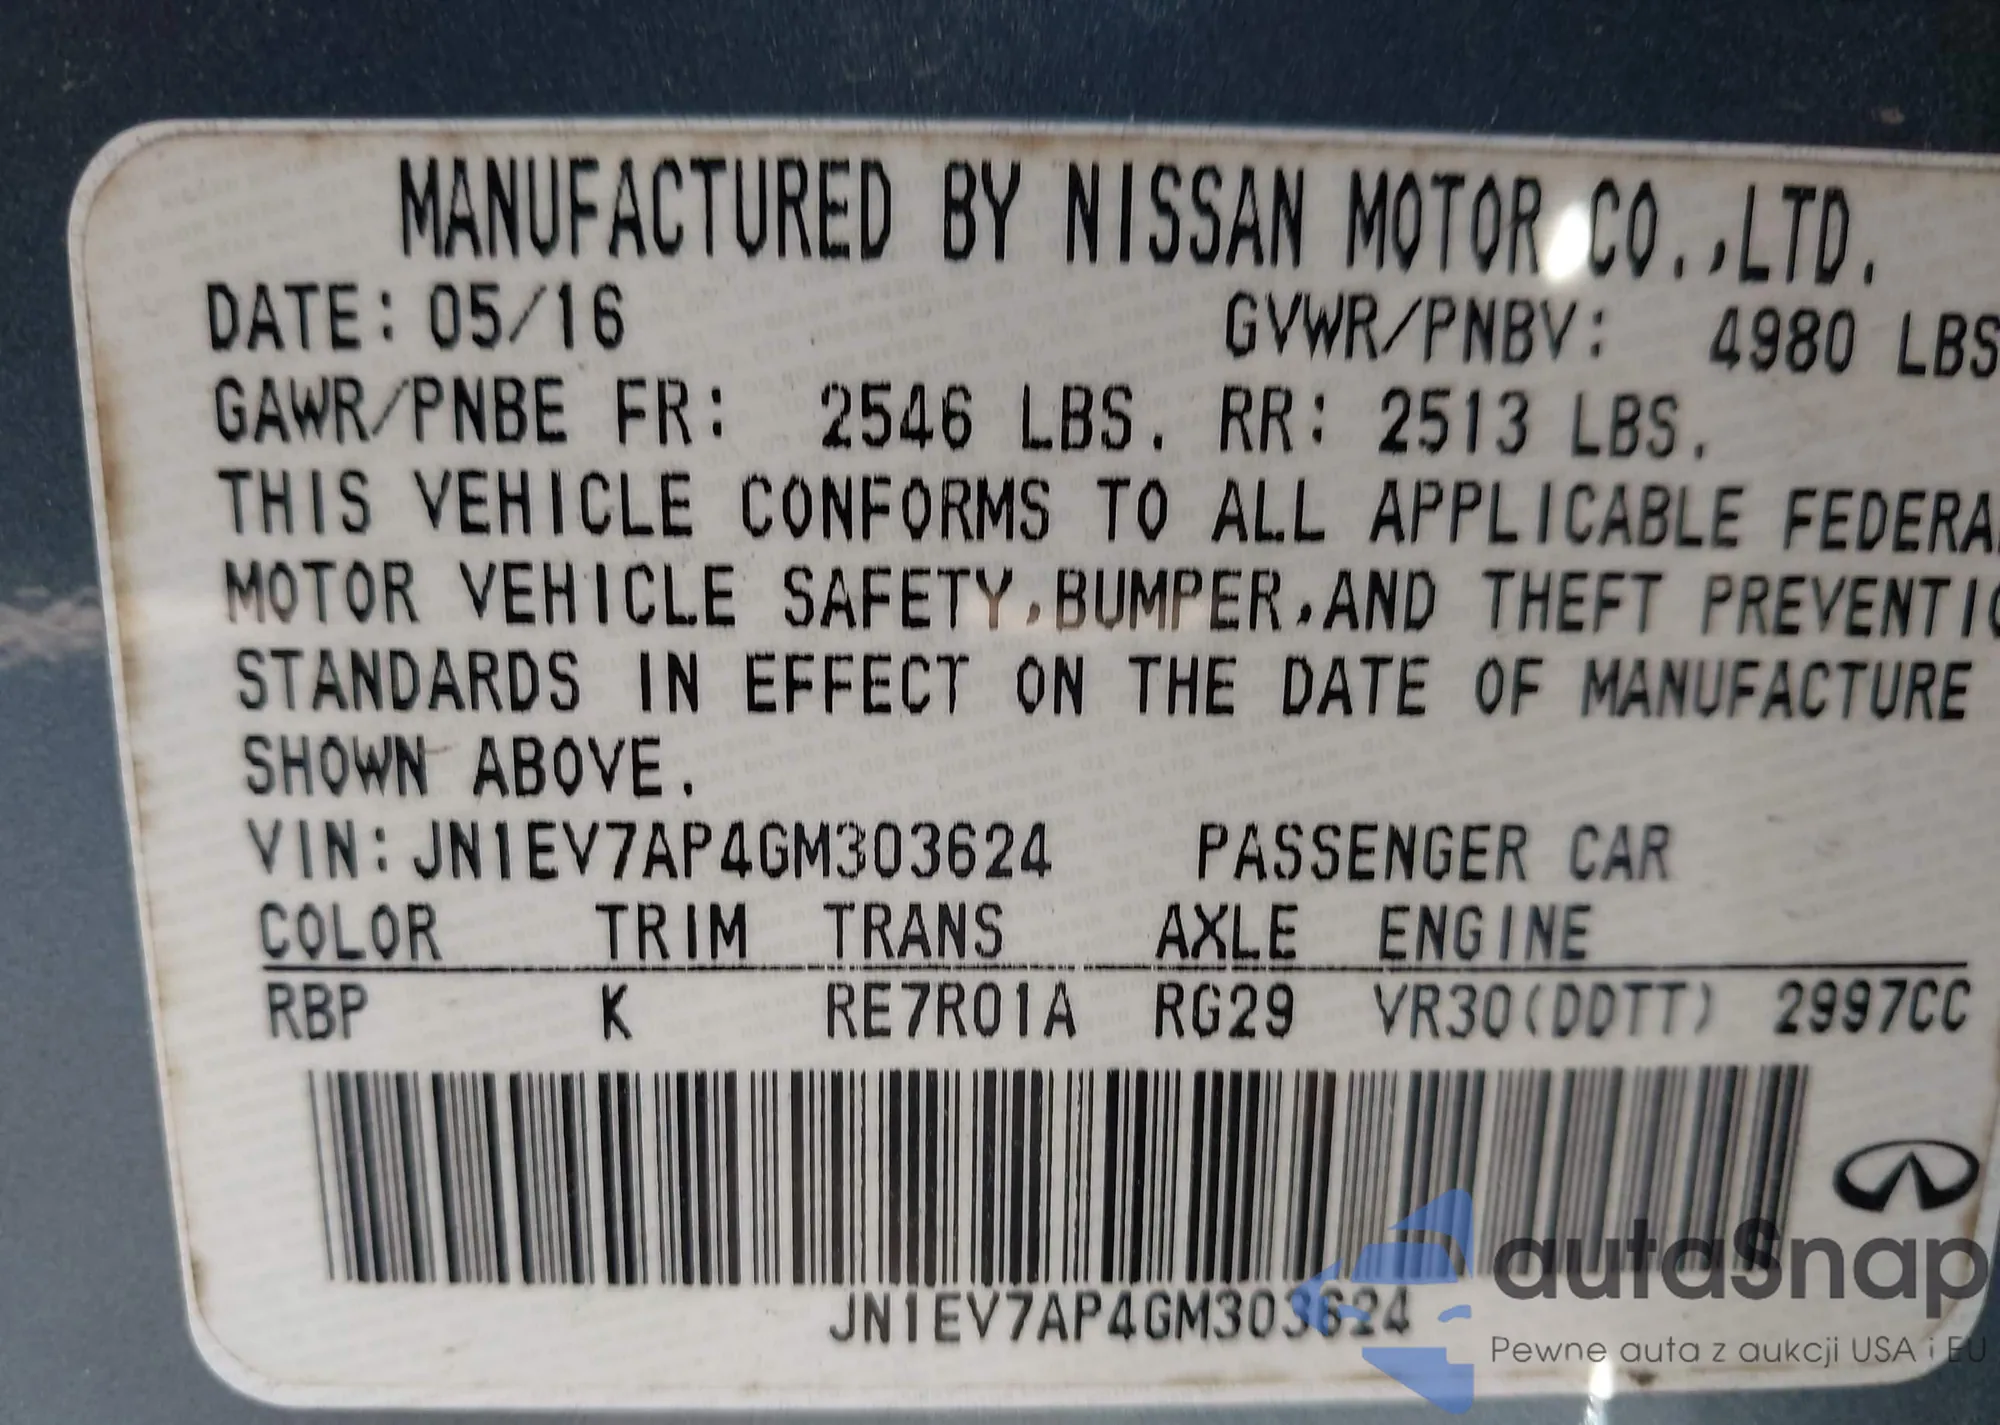 MANUFACTURED BY NISSAN MOTOR CO.,LTD.
DATE: 05/16 GVWR/PNBV: 4980 LBS
GAWR/PNBE FR: 2546 LBS. RR: 2513 LBS.
THIS VEHICLE CONFORMS TO ALL APPLICABLE FEDERA
MOTOR VEHICLE SAFETY,BUMPER,AND THEFT PREVENTIO
STANDARDS IN EFFECT ON THE DATE OF MANUFACTURE
SHOWN ABOVE.
VIN: JN1EV7AP4GM303624 PASSENGER CAR
COLOR TRIM TRANS AXLE ENGINE
RBP K RE7R01A RG29 VR30(DDTT) 2997CC
JN1EV7AP4GM303624
autaSnap
Pewne auta z aukcji USA i EU